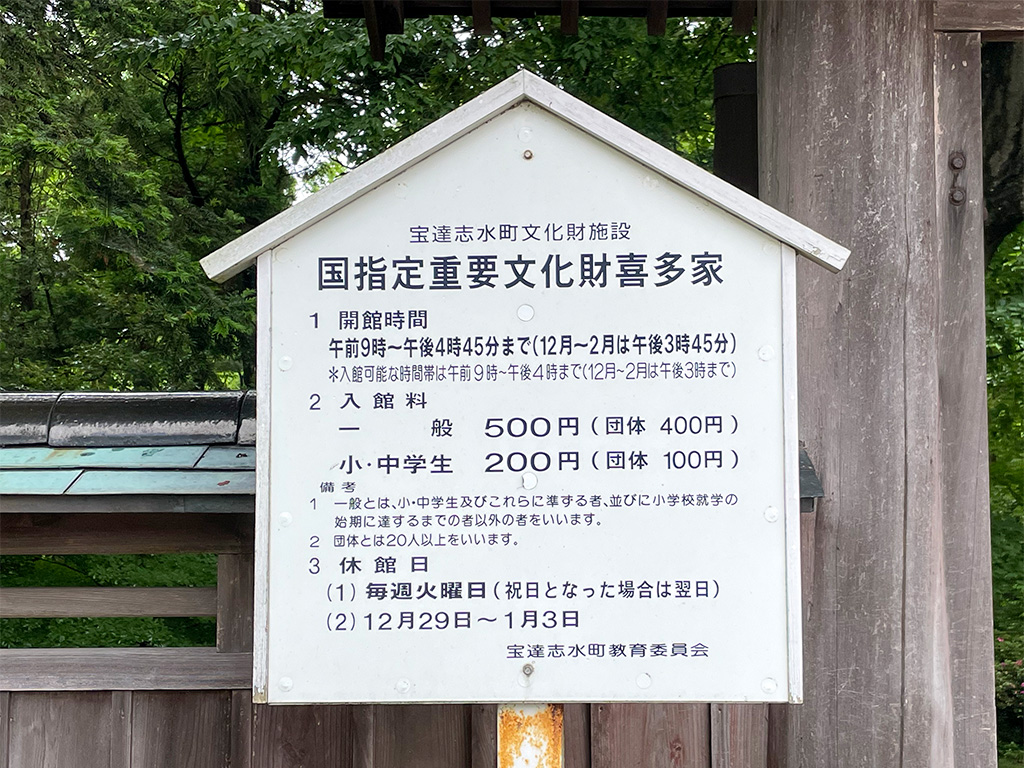 宝達志水町文化財施設
国指定重要文化財喜多家
1 開館時間
午前9時～午後4時45分まで(12月～2月は午後3時45分)
※入館可能な時間帯は午前9時～午後4時まで(12月～2月は午後3時まで)
2 入館料
一般 500円(団体 400円)
小・中学生 200円(団体 100円)
備考
1 一般とは、小・中学生及びこれらに準ずる者、並びに小学校就学の
始期に達するまでの者以外の者をいいます。
2 団体とは20人以上をいいます。
3 休館日
(1) 毎週火曜日(祝日となった場合は翌日)
(2) 12月29日～1月3日
宝達志水町教育委員会